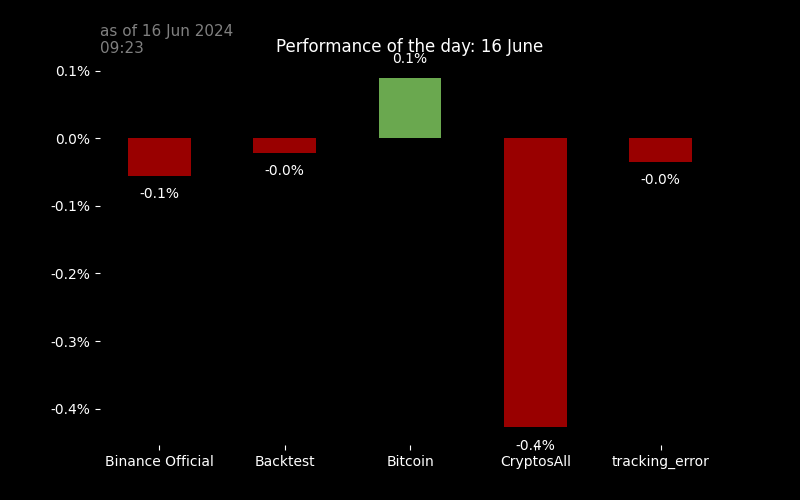 as of 16 Jun 2024
09:23
Performance of the day: 16 June
0.1%
0.1%
0.0%
-0.1%
-0.0%
-0.0%
-0.1%
-0.2%
-0.3%
-0.4%
-0.4%
Binance Official
Backtest
Bitcoin
CryptosAll
tracking_error